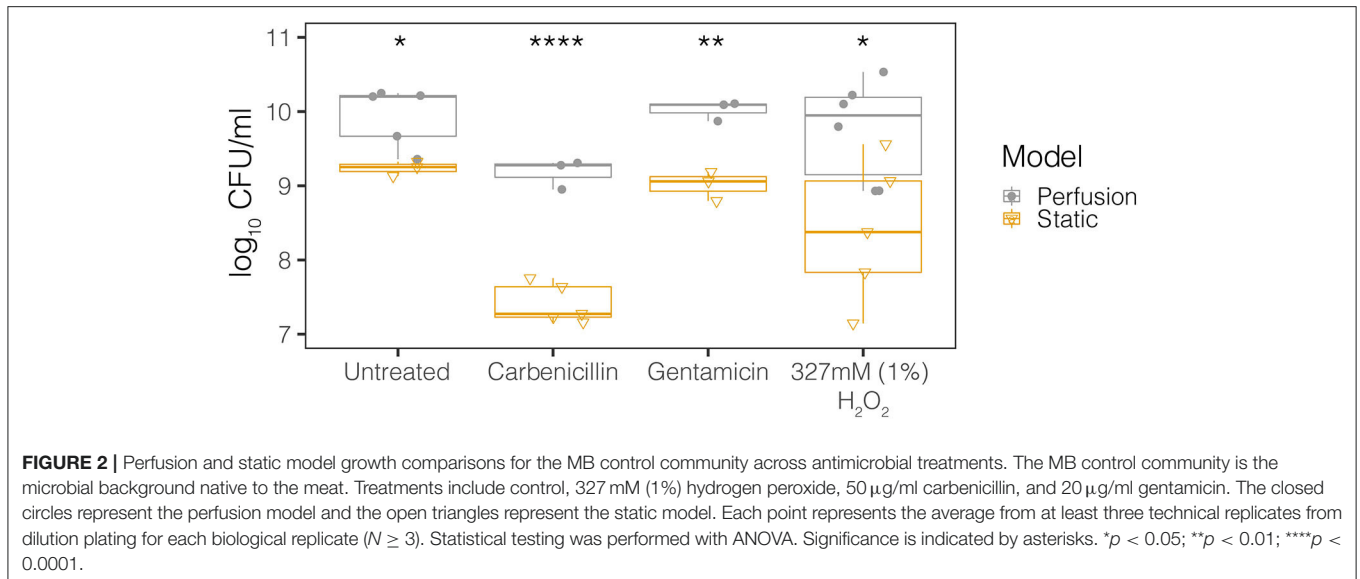 11
10
9
8
7
log₁₀ CFU/ml
* **** ** *
Untreated Carbenicillin Gentamicin 327mM (1%)
H₂O₂
Model
Perfusion
Static
FIGURE 2 | Perfusion and static model growth comparisons for the MB control community across antimicrobial treatments. The MB control community is the
microbial background native to the meat. Treatments include control, 327 mM (1%) hydrogen peroxide, 50 μg/ml carbenicillin, and 20 μg/ml gentamicin. The closed
circles represent the perfusion model and the open triangles represent the static model. Each point represents the average from at least three technical replicates from
dilution plating for each biological replicate (N ≥ 3). Statistical testing was performed with ANOVA. Significance is indicated by asterisks. *p < 0.05; **p < 0.01; ****p <
0.0001.